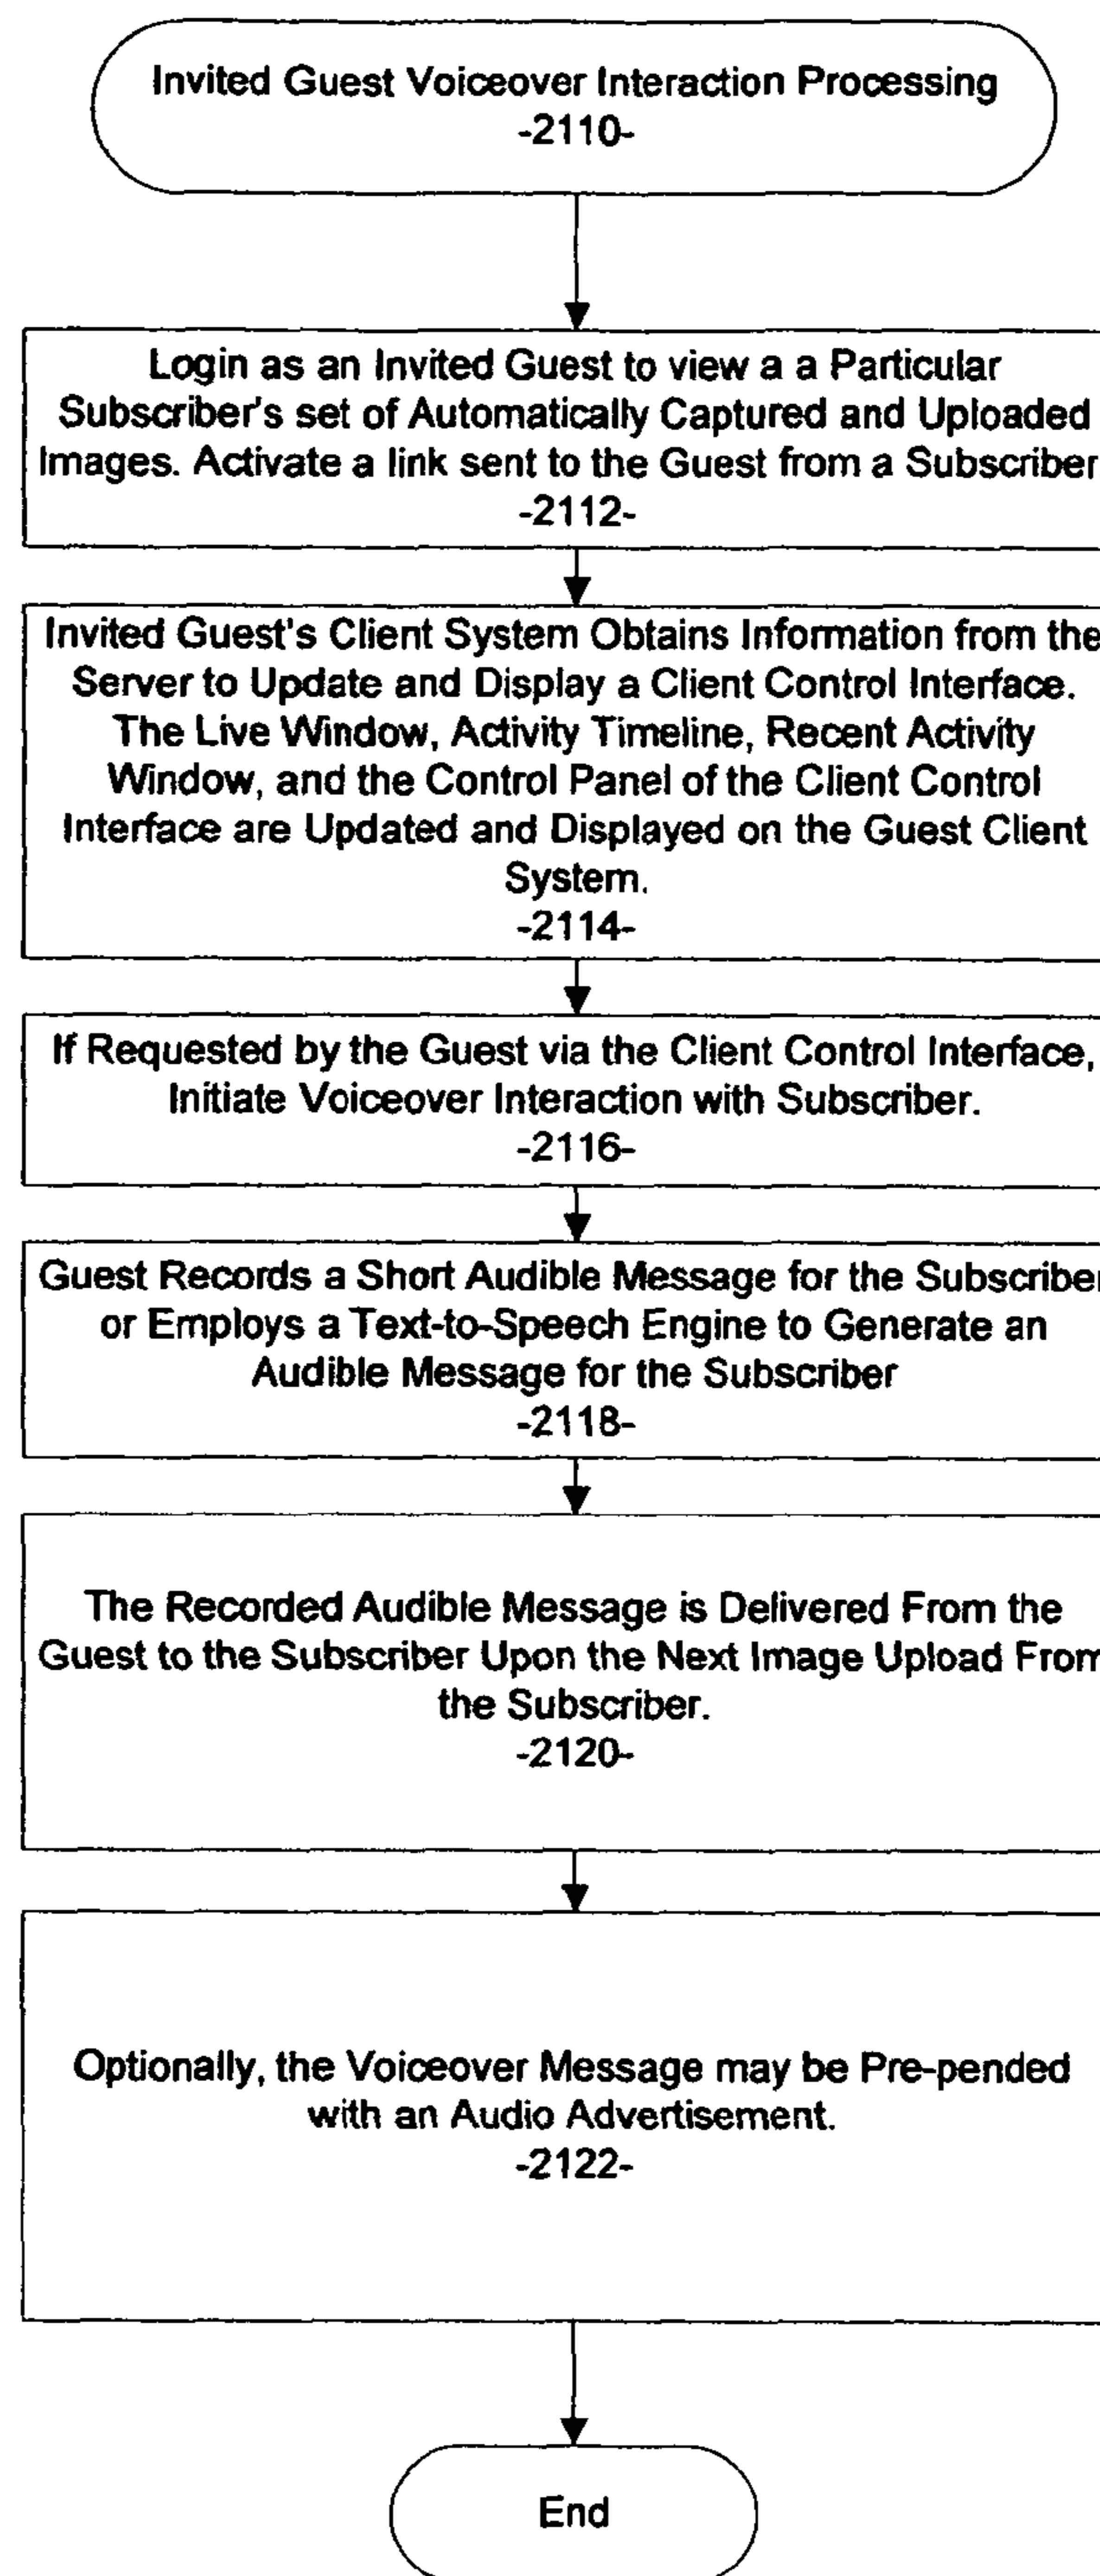 Invited Guest Voiceover Interaction Processing
-2110-
Login as an Invited Guest to view a a Particular
Subscriber's set of Automatically Captured and Uploaded
Images. Activate a link sent to the Guest from a Subscriber
-2112-
Invited Guest's Client System Obtains Information from the
Server to Update and Display a Client Control Interface.
The Live Window, Activity Timeline, Recent Activity
Window, and the Control Panel of the Client Control
Interface are Updated and Displayed on the Guest Client
System.
-2114-
If Requested by the Guest via the Client Control Interface,
Initiate Voiceover Interaction with Subscriber.
-2116-
Guest Records a Short Audible Message for the Subscriber
or Employs a Text-to-Speech Engine to Generate an
Audible Message for the Subscriber
-2118-
The Recorded Audible Message is Delivered From the
Guest to the Subscriber Upon the Next Image Upload From
the Subscriber.
-2120-
Optionally, the Voiceover Message may be Pre-pended
with an Audio Advertisement.
-2122-
End